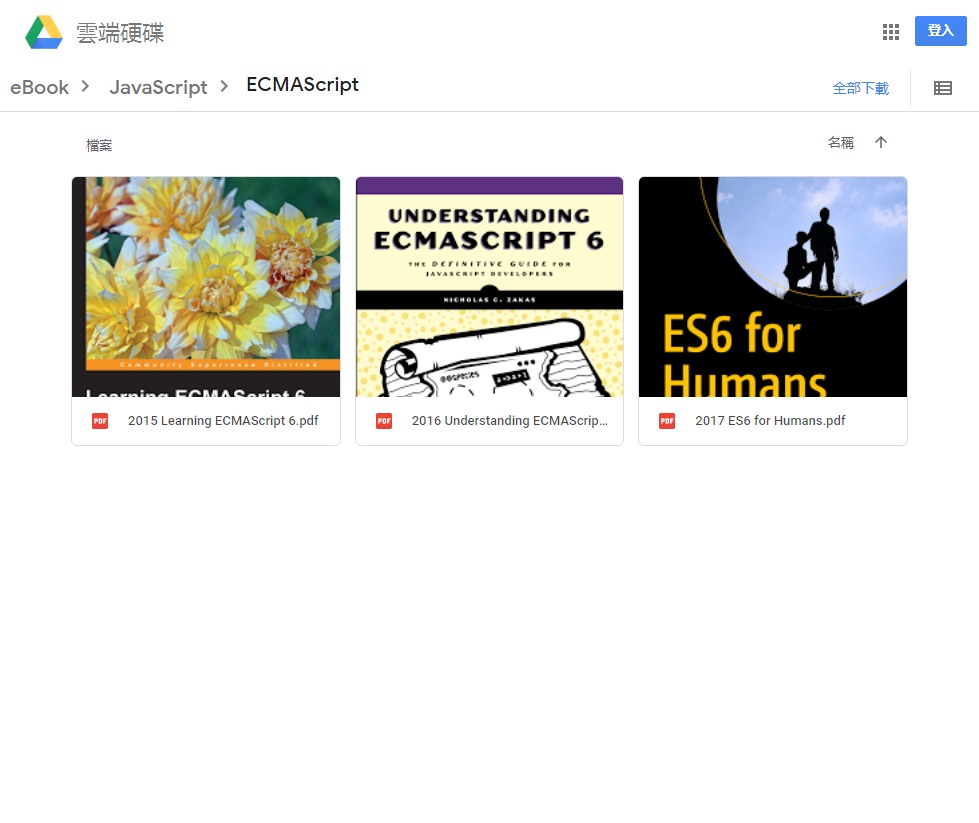 雲端硬碟
登入
eBook
JavaScript
ECMAScript
全部下載
檔案
名稱
Community Experience Distilled
Learning ECMAScript 6
UNDERSTANDING
ECMASCRIPT 6
THE DEFINITIVE GUIDE FOR
JAVASCRIPT DEVELOPERS
NICHOLAS C. ZAKAS
ES6 for
Humans
PDF
2015 Learning ECMAScript 6.pdf
PDF
2016 Understanding ECMAScrip...
PDF
2017 ES6 for Humans.pdf